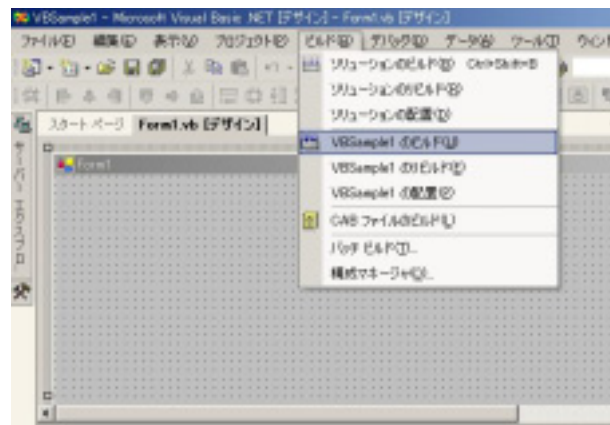 VBSample1 - Microsoft Visual Basic .NET [デザイン] - Form1.vb [デザイン]
ファイル(F) 編集(E) 表示(V) プロジェクト(P) ビルド(B) デバッグ(D) データ(A) ツール(T)
スタート ページ Form1.vb [デザイン]
Form1
ソリューションのビルド(B) Ctrl+Shift+B
ソリューションのリビルド(R)
ソリューションの配置(D)
VBSample1 のビルド(U)
VBSample1 のリビルド(E)
VBSample1 の配置(P)
CAB ファイルのビルド(L)
バッチ ビルド(T)...
構成マネージャ(O)...